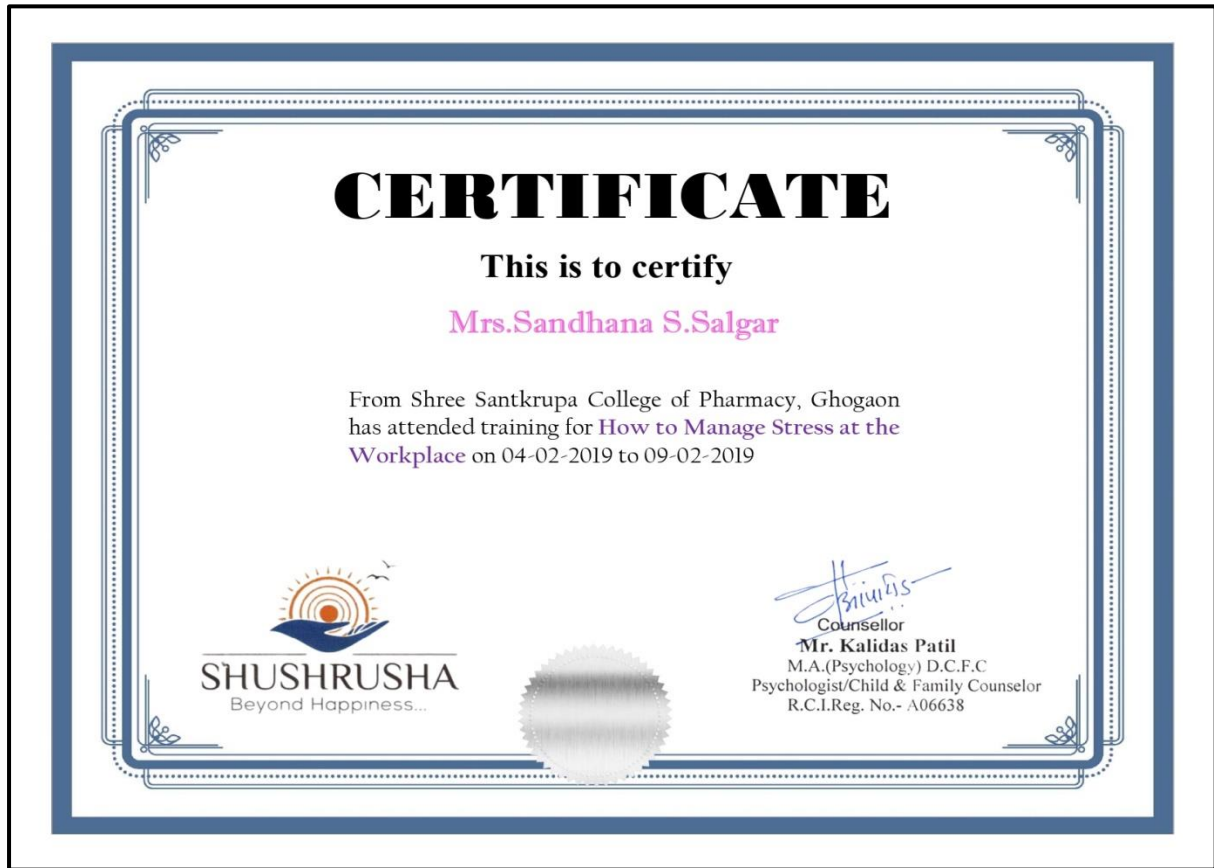 CERTIFICATE
This is to certify
Mrs.Sandhana S.Salgar
From Shree Santkrupa College of Pharmacy, Ghogaon
has attended training for How to Manage Stress at the
Workplace on 04-02-2019 to 09-02-2019
SHUSHRUSHA
Beyond Happiness...
Counsellor
Mr. Kalidas Patil
M.A.(Psychology) D.C.F.C
Psychologist/Child & Family Counselor
R.C.I.Reg. No.- A06638